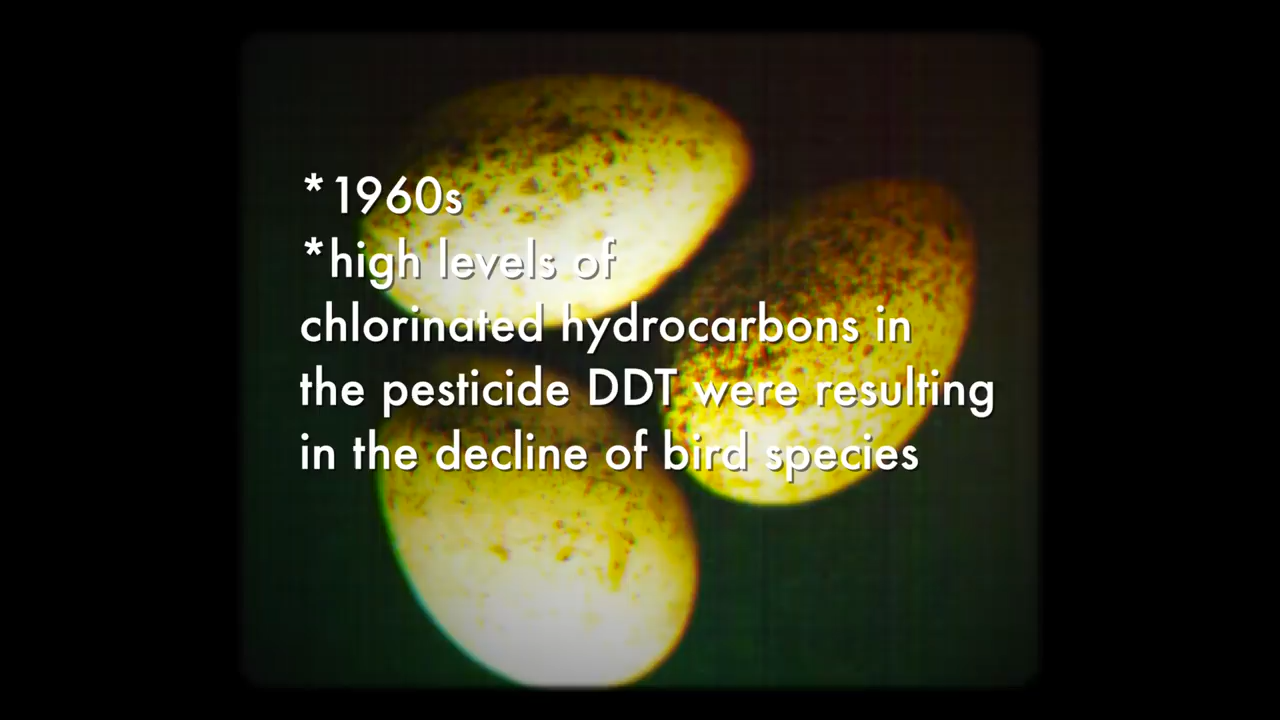 *1960s
*high levels of
chlorinated hydrocarbons in
the pesticide DDT were resulting
in the decline of bird species